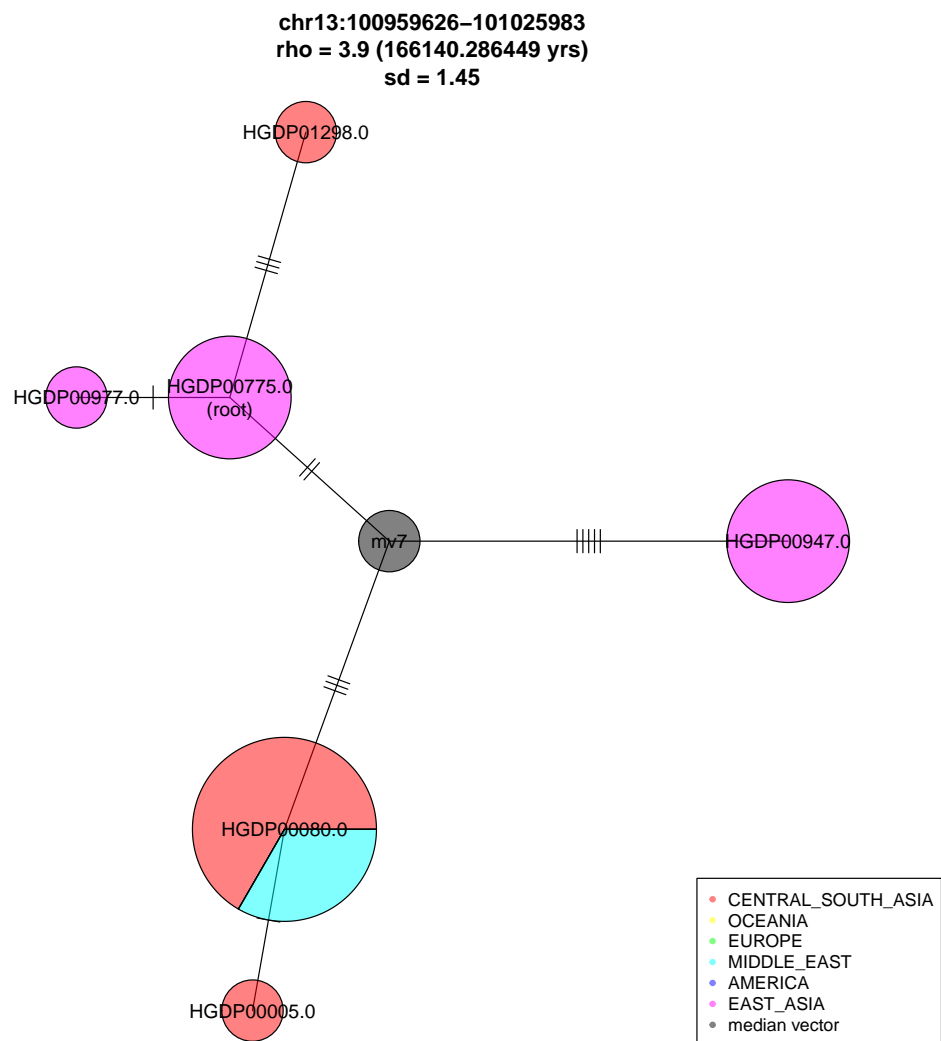 chr13:100959626−101025983
rho = 3.9 (166140.286449 yrs)
sd = 1.45
HGDP01298.0
HGDP00775.0
(root)
HGDP00977.0
mv7
HGDP00947.0
HGDP00080.0
HGDP00005.0
CENTRAL_SOUTH_ASIA
OCEANIA
EUROPE
MIDDLE_EAST
AMERICA
EAST_ASIA
median vector